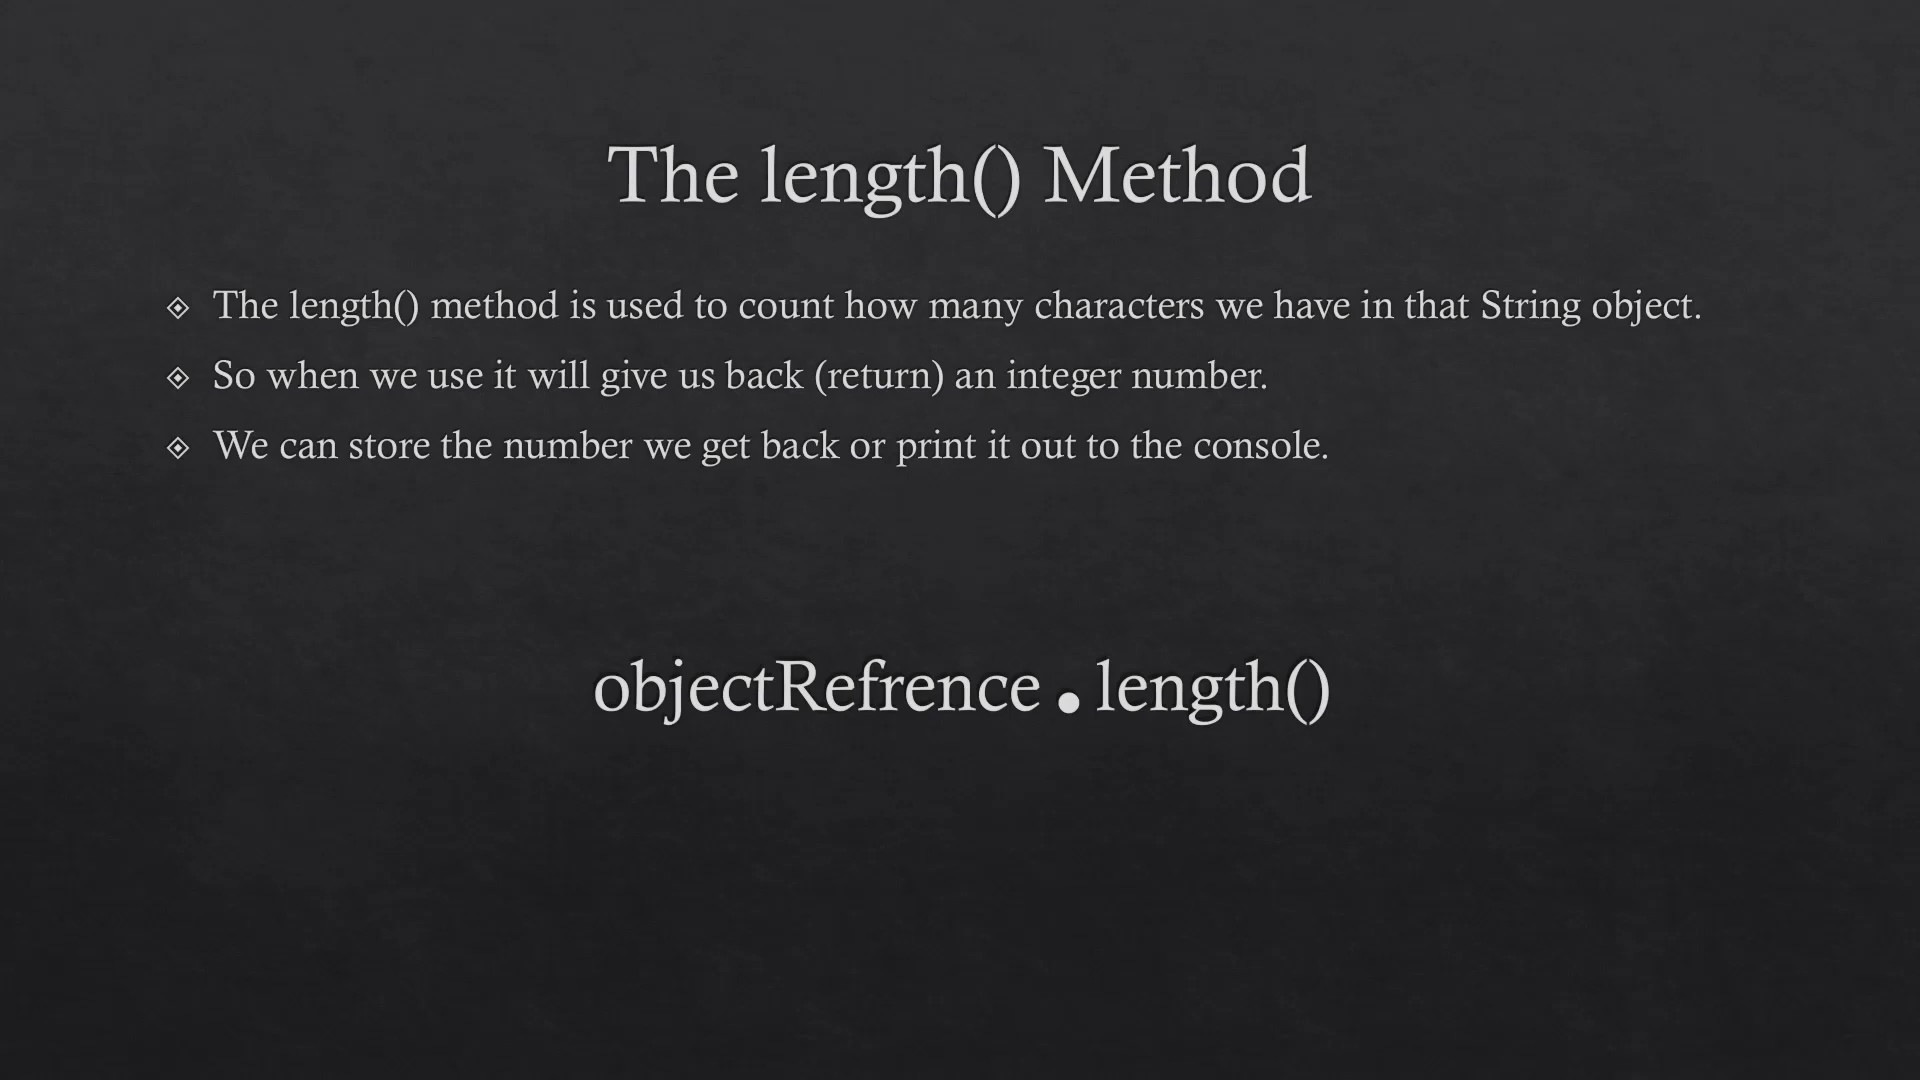 The length() Method
The length() method is used to count how many characters we have in that String object.
So when we use it will give us back (return) an integer number.
We can store the number we get back or print it out to the console.
objectRefrence . length()